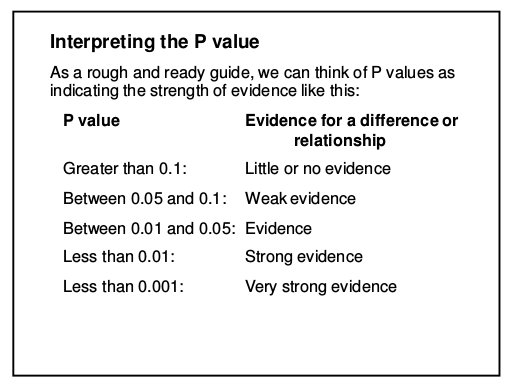 Interpreting the P value
As a rough and ready guide, we can think of P values as
indicating the strength of evidence like this:
P value Evidence for a difference or
relationship
Greater than 0.1: Little or no evidence
Between 0.05 and 0.1: Weak evidence
Between 0.01 and 0.05: Evidence
Less than 0.01: Strong evidence
Less than 0.001: Very strong evidence